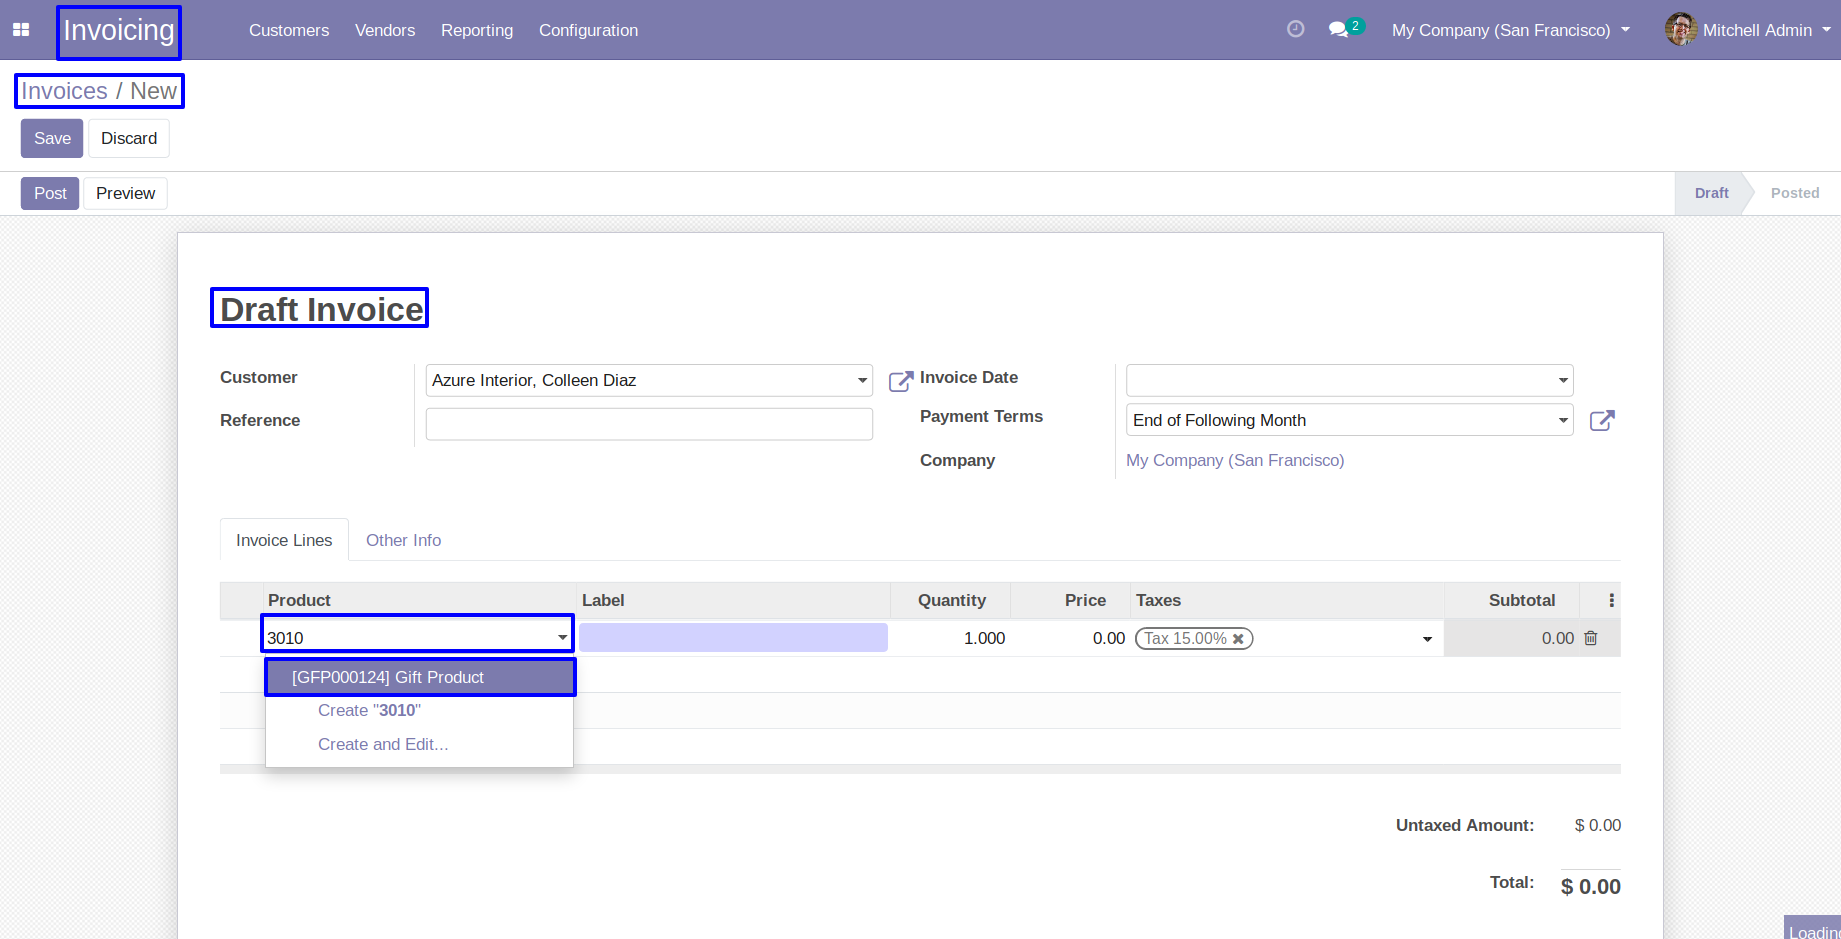 Invoicing Customers Vendors Reporting Configuration 2 My Company (San Francisco) Mitchell Admin
Invoices / New
Save Discard
Post Preview Draft Posted
Draft Invoice
Customer Azure Interior, Colleen Diaz Invoice Date
Reference Payment Terms End of Following Month
Company My Company (San Francisco)
Invoice Lines Other Info
Product Label Quantity Price Taxes Subtotal
3010 1.000 0.00 Tax 15.00% 0.00
[GFP000124] Gift Product
Create "3010"
Create and Edit...
Untaxed Amount: $ 0.00
Total: $ 0.00
Loading